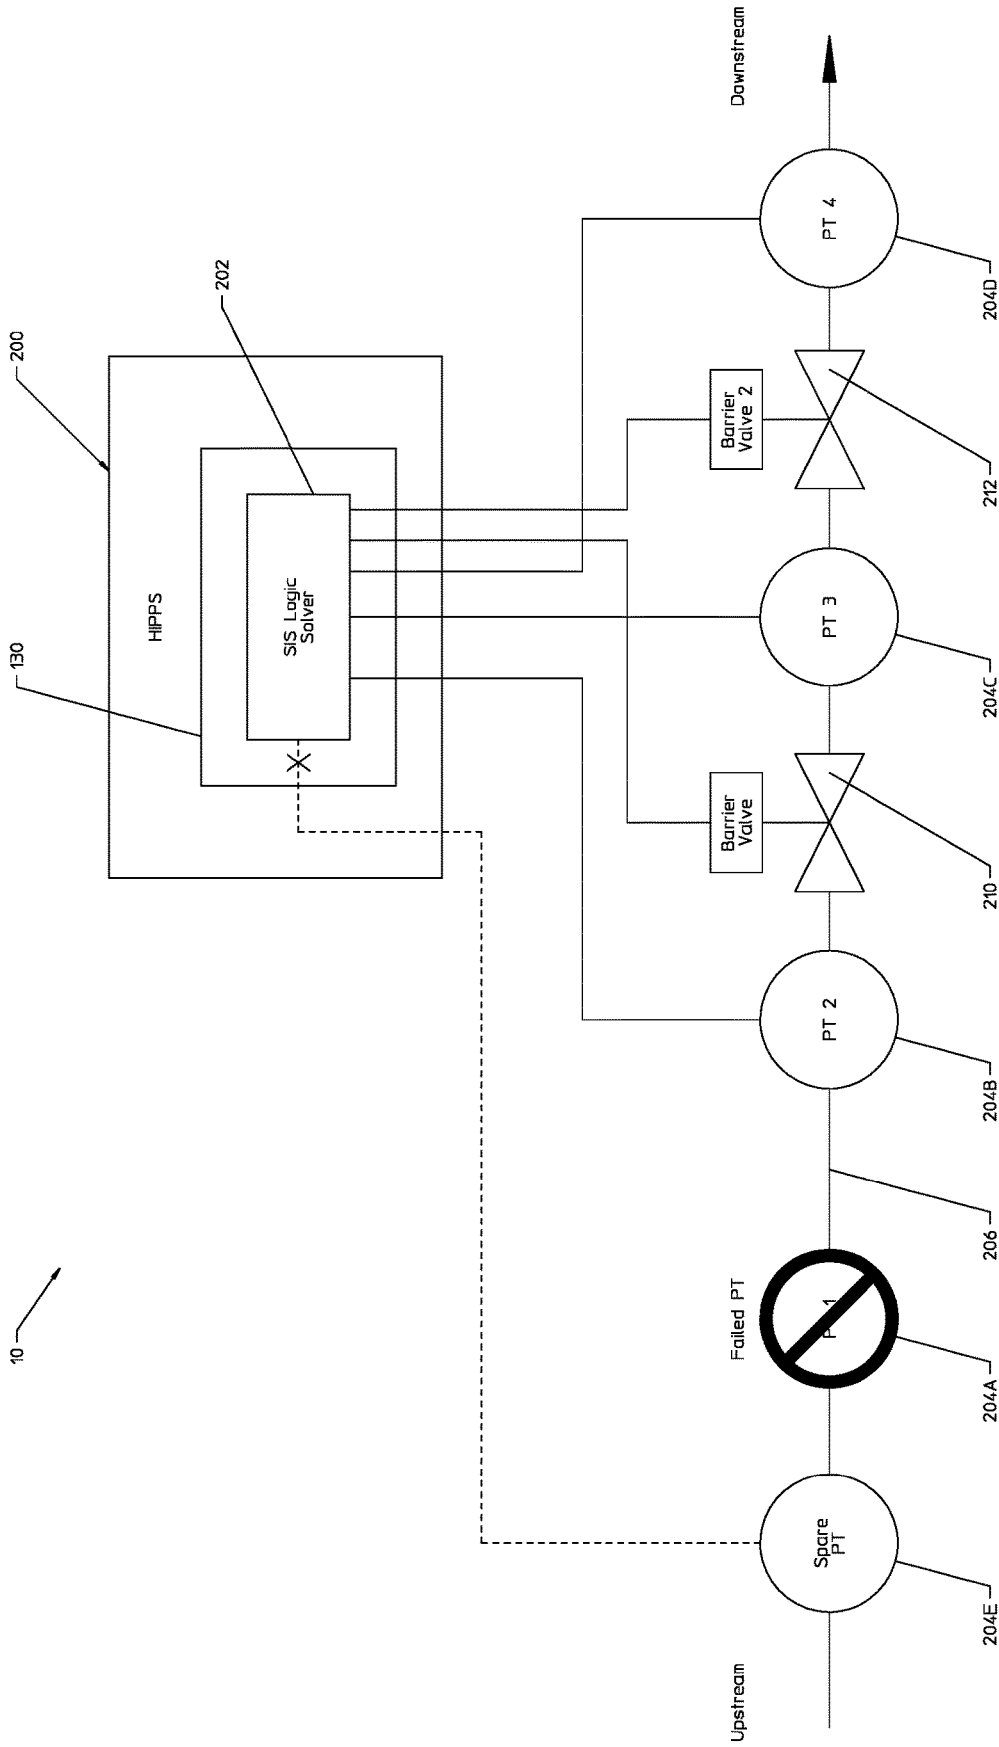 10
200
HIPPS
130
202
SIS Logic
Solver
Upstream
Failed PT
Barrier
Valve
Barrier
Valve 2
Downstream
Spare
PT
PT 2
PT 3
PT 4
204E
204A
206
204B
210
204C
212
204D